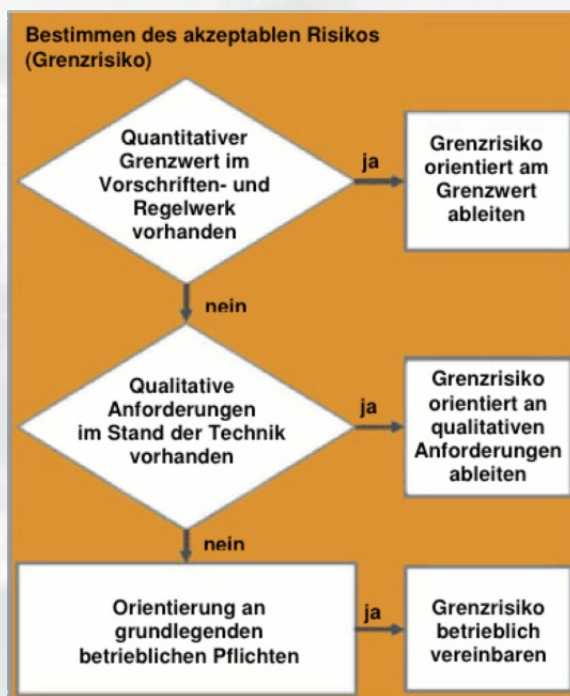 Bestimmen des akzeptablen Risikos
(Grenzrisiko)
Quantitativer
Grenzwert im
Vorschriften- und
Regelwerk
vorhanden
ja
Grenzrisiko
orientiert am
Grenzwert
ableiten
nein
Qualitative
Anforderungen
im Stand der Technik
vorhanden
ja
Grenzrisiko
orientiert an
qualitativen
Anforderungen
ableiten
nein
Orientierung an
grundlegenden
betrieblichen Pflichten
ja
Grenzrisiko
betrieblich
vereinbaren